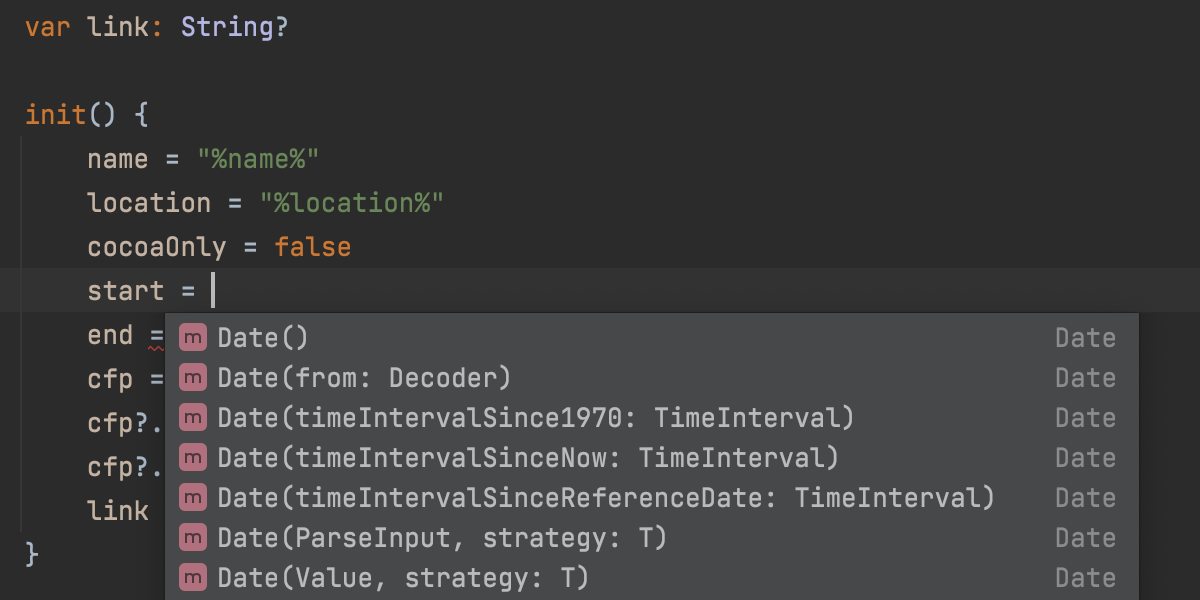 var link: String?
init() {
name = "%name%"
location = "%location%"
cocoaOnly = false
start =
end =
cfp =
cfp?.
cfp?.
link
}
m Date() Date
m Date(from: Decoder) Date
m Date(timeIntervalSince1970: TimeInterval) Date
m Date(timeIntervalSinceNow: TimeInterval) Date
m Date(timeIntervalSinceReferenceDate: TimeInterval) Date
m Date(ParseInput, strategy: T) Date
m Date(Value, strategy: T) Date